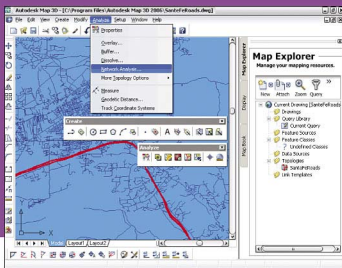 Autodesk Map 3D - [C:\Program Files\Autodesk Map 3D 2006\SanteFeRoads.dwg]
File Edit View Create Modify Analyze Setup Window Help
Properties
Overlay...
Buffer...
Dissolve...
Network Analysis...
More Topology Options
Measure
Geodetic Distance...
Track Coordinate Systems
Create
Analyze
Model Layout1 Layout2
Map Explorer
Display
Map Book
Map Explorer
Manage your mapping resources.
New Attach Zoom Query
Current Drawing (SanteFeRoads)
Drawings
Query Library
Current Query
Feature Sources
Feature Classes
Undefined Classes
Data Sources
Topologies
SanteFeRoads
Link Templates